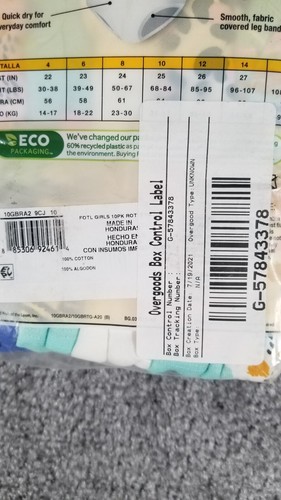 Quick dry for
everyday comfort
Smooth, fabric
covered leg band
TALLA 4 6 8 10 12 14
ST (IN) 22 23 24 25 26 27
(LBS) 30-38 39-49 50-67 68-84 85-95 96-107
RA (CM) 56 58 61
(KG) 14-17 18-22 23-30
ECO
PACKAGING
We've changed our pa
60% recycled plastic as pa
the environment. Buying F
10GBRA2 9CJ 10
FOTL GIRLS 10PK ROT
MADE IN
HONDURAS
HECHO EN
HONDURA
CON INSUMOS IMP
85306 92461 4
100% COTTON
100% ALGODON
Overgoods Box Control Label
Box Control Number: G-57843378
Box Tracking Number:
Box Creation Date: 7/19/2021 Overgood Type: UNKNOWN
Box Type: N/A
G-57843378